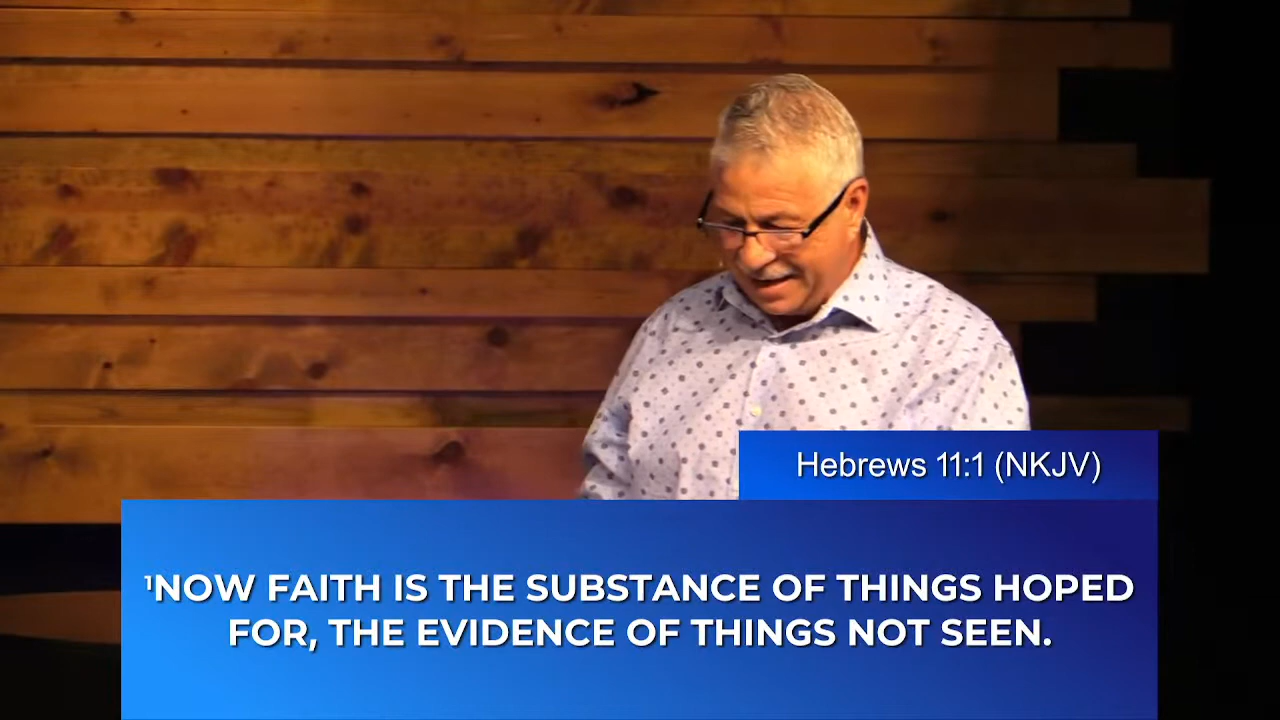 Hebrews 11:1 (NKJV)
¹NOW FAITH IS THE SUBSTANCE OF THINGS HOPED
FOR, THE EVIDENCE OF THINGS NOT SEEN.